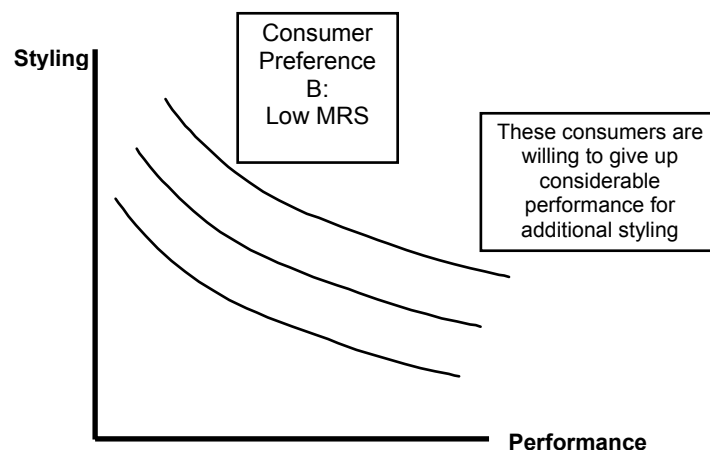 Styling
Consumer
Preference
B:
Low MRS
These consumers are
willing to give up
considerable
performance for
additional styling
Performance